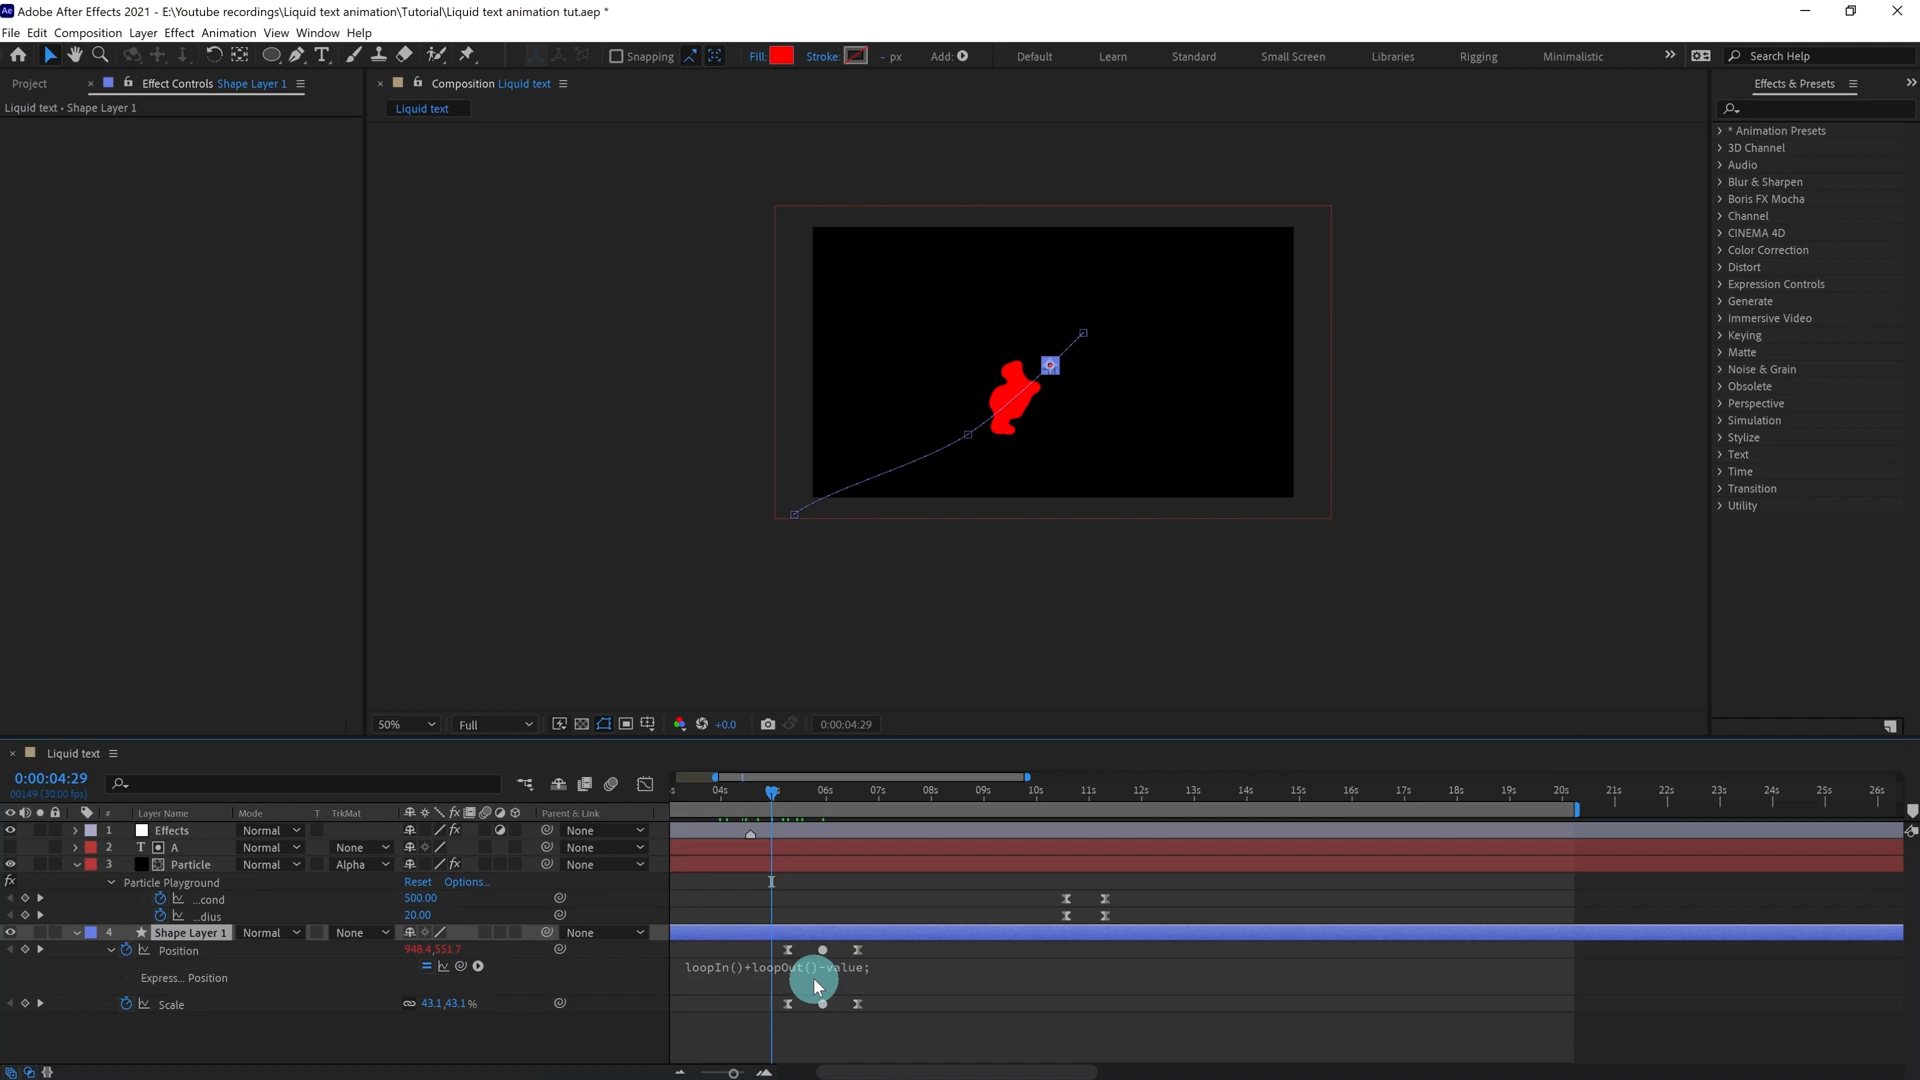 Adobe After Effects 2021 - E:\Youtube recordings\Liquid text animation\Tutorial\Liquid text animation tut.aep *
File Edit Composition Layer Effect Animation View Window Help
Snapping Fill: Stroke: - px Add: Default Learn Standard Small Screen Libraries Rigging Minimalistic Search Help
Project Effect Controls Shape Layer 1 Composition Liquid text Effects & Presets
Liquid text • Shape Layer 1
Liquid text
* Animation Presets
3D Channel
Audio
Blur & Sharpen
Boris FX Mocha
Channel
CINEMA 4D
Color Correction
Distort
Expression Controls
Generate
Immersive Video
Keying
Matte
Noise & Grain
Obsolete
Perspective
Simulation
Stylize
Text
Time
Transition
Utility
50% Full +0.0 0:00:04:29
Liquid text
0:00:04:29
00149 (30.00 fps)
04s 06s 07s 08s 09s 10s 11s 12s 13s 14s 15s 16s 17s 18s 19s 20s 21s 22s 23s 24s 25s 26s
# Layer Name Mode T TrkMat Parent & Link
1 Effects Normal None
2 T A Normal None None
3 Particle Normal Alpha None
Particle Playground Reset Options...
...cond 500.00
...dius 20.00
4 Shape Layer 1 Normal None None
Position 948.4,551.7
loopIn()+loopOut()-value;
Express... Position
Scale 43.1,43.1%